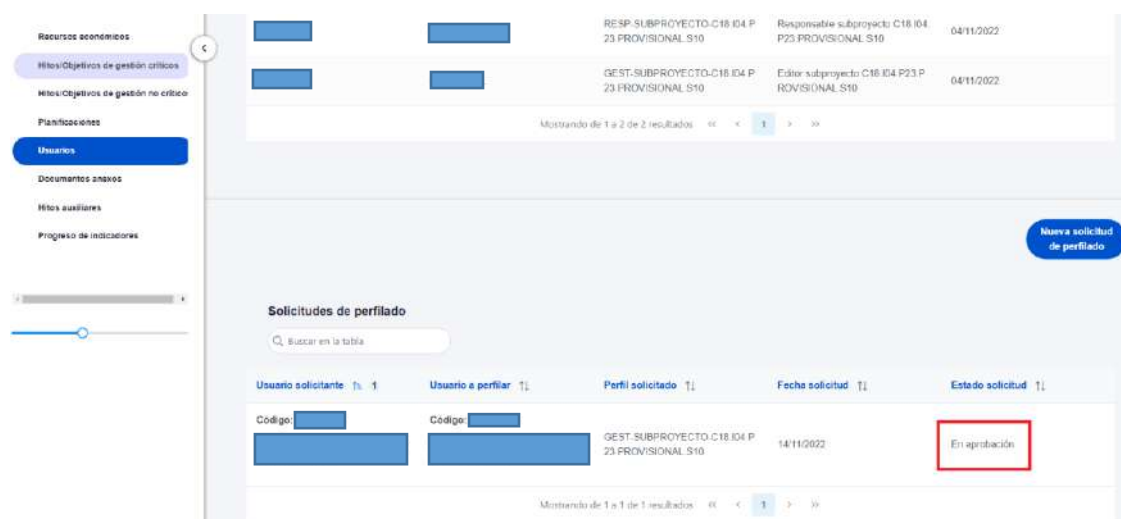 Recursos económicos
Hitos/Objetivos de gestión críticos
Hitos/Objetivos de gestión no crítico
Planificaciones
Usuarios
Documentos anexos
Hitos auxiliares
Progreso de indicadores
RESP-SUBPROYECTO-C18.I04.P
23.PROVISIONAL.S10
Responsable subproyecto C18.I04.
P23.PROVISIONAL.S10
04/11/2022
GEST-SUBPROYECTO-C18.I04.P
23.PROVISIONAL.S10
Editor subproyecto C18.I04.P23.P
ROVISIONAL.S10
04/11/2022
Mostrando de 1 a 2 de 2 resultados « < 1 > »
Nueva solicitud
de perfilado
Solicitudes de perfilado
Buscar en la tabla
Usuario solicitante 1 Usuario a perfilar Perfil solicitado Fecha solicitud Estado solicitud
Código: Código:
GEST-SUBPROYECTO-C18.I04.P
23.PROVISIONAL.S10
14/11/2022
En aprobación
Mostrando de 1 a 1 de 1 resultados « < 1 > »